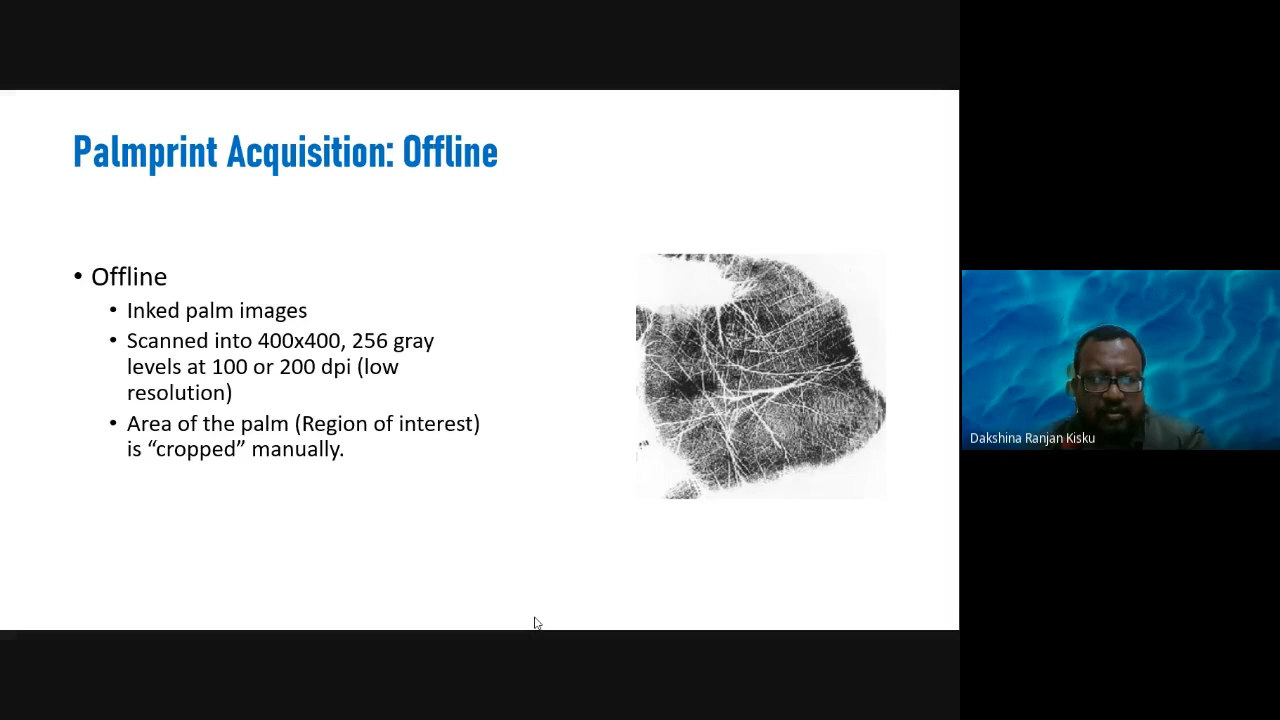 Palmprint Acquisition: Offline
• Offline
• Inked palm images
• Scanned into 400x400, 256 gray
levels at 100 or 200 dpi (low
resolution)
• Area of the palm (Region of interest)
is “cropped” manually.
Dakshina Ranjan Kisku